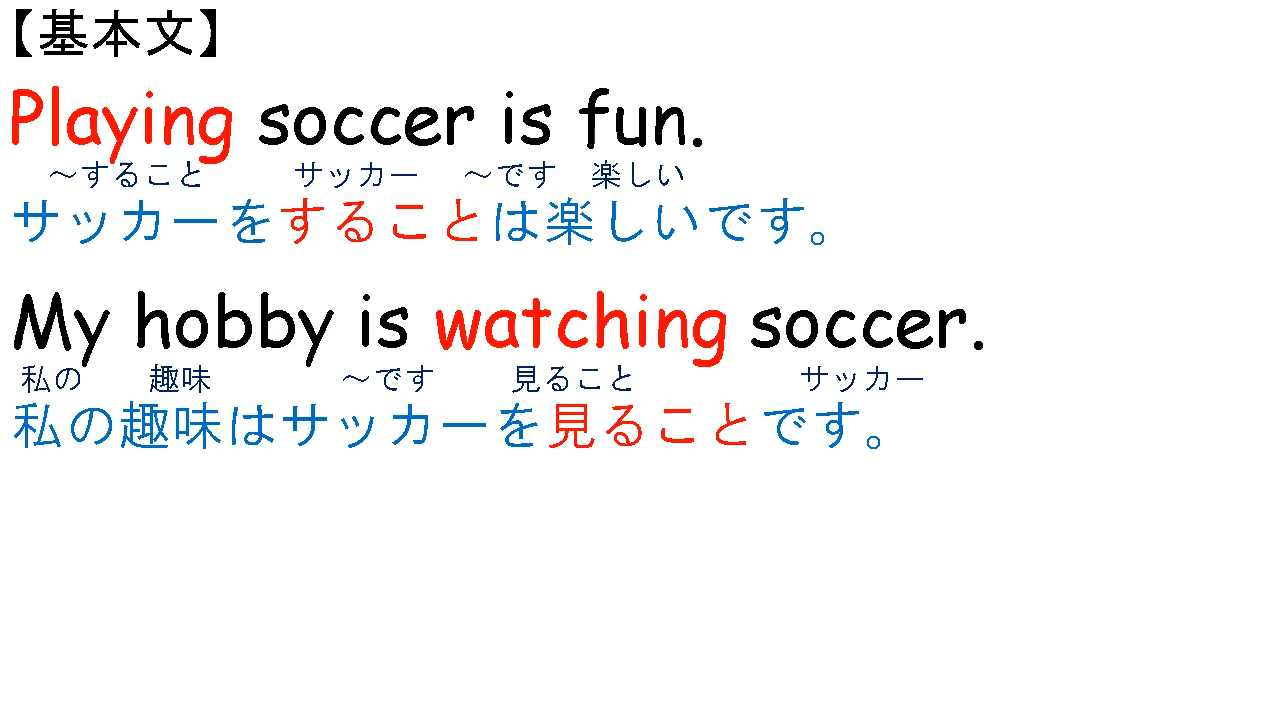 【基本文】
Playing soccer is fun.
～すること サッカー ～です 楽しい
サッカーをすることは楽しいです。
My hobby is watching soccer.
私の 趣味 ～です 見ること サッカー
私の趣味はサッカーを見ることです。